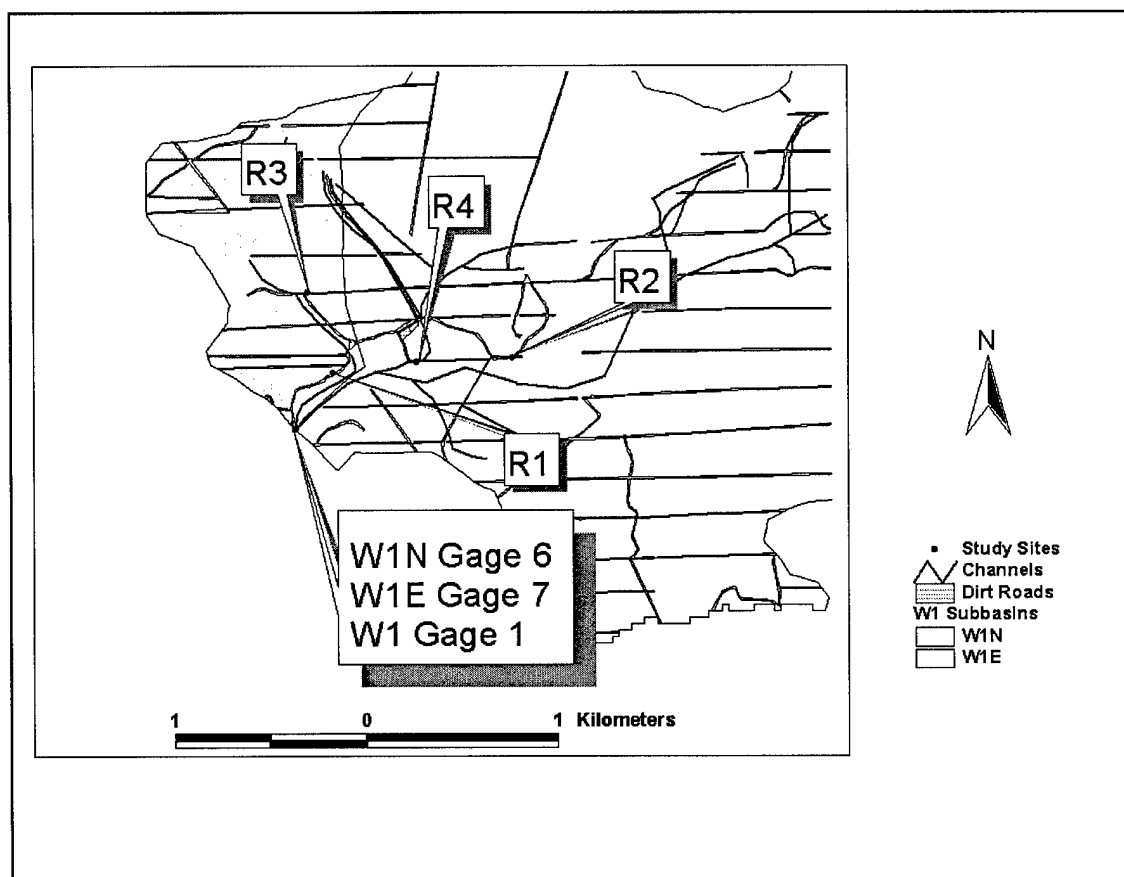 R3
R4
R2
N
R1
W1N Gage 6
W1E Gage 7
W1 Gage 1
Study Sites
Channels
Dirt Roads
W1 Subbasins
W1N
W1E
1 0 1 Kilometers